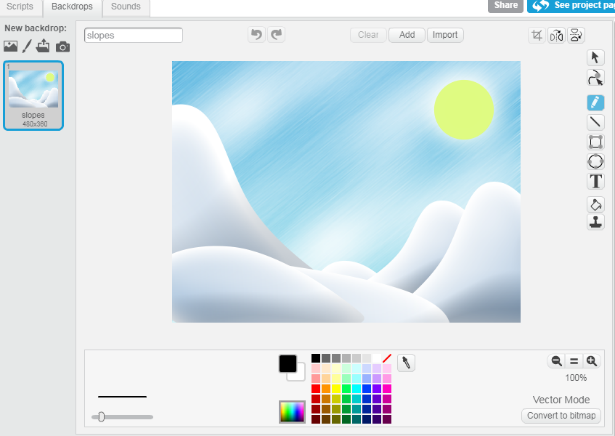 Scripts Backdrops Sounds
Share See project pa
New backdrop:
slopes Clear Add Import
1
slopes
480x360
T
100%
Vector Mode
Convert to bitmap